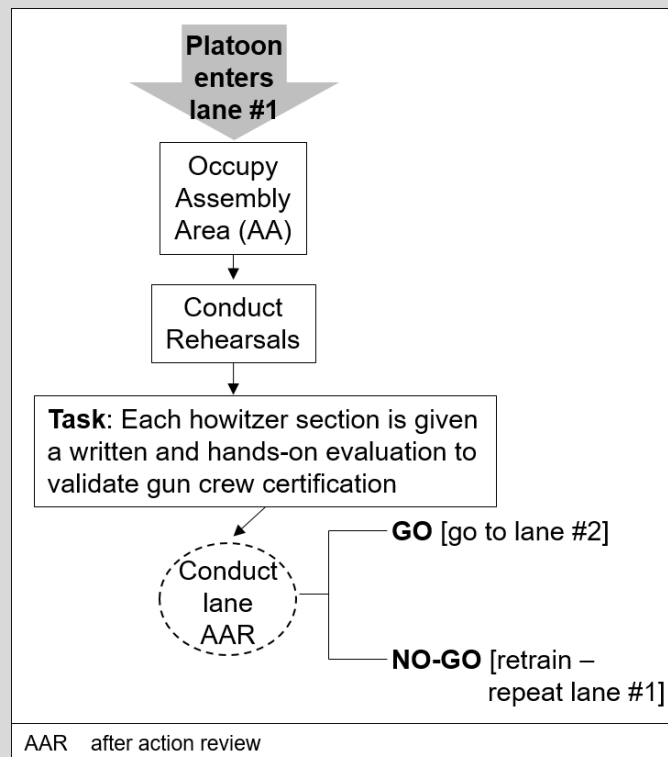 Platoon
enters
lane #1
Occupy
Assembly
Area (AA)
Conduct
Rehearsals
Task: Each howitzer section is given
a written and hands-on evaluation to
validate gun crew certification
Conduct
lane
AAR
GO [go to lane #2]
NO-GO [retrain –
repeat lane #1]
AAR after action review